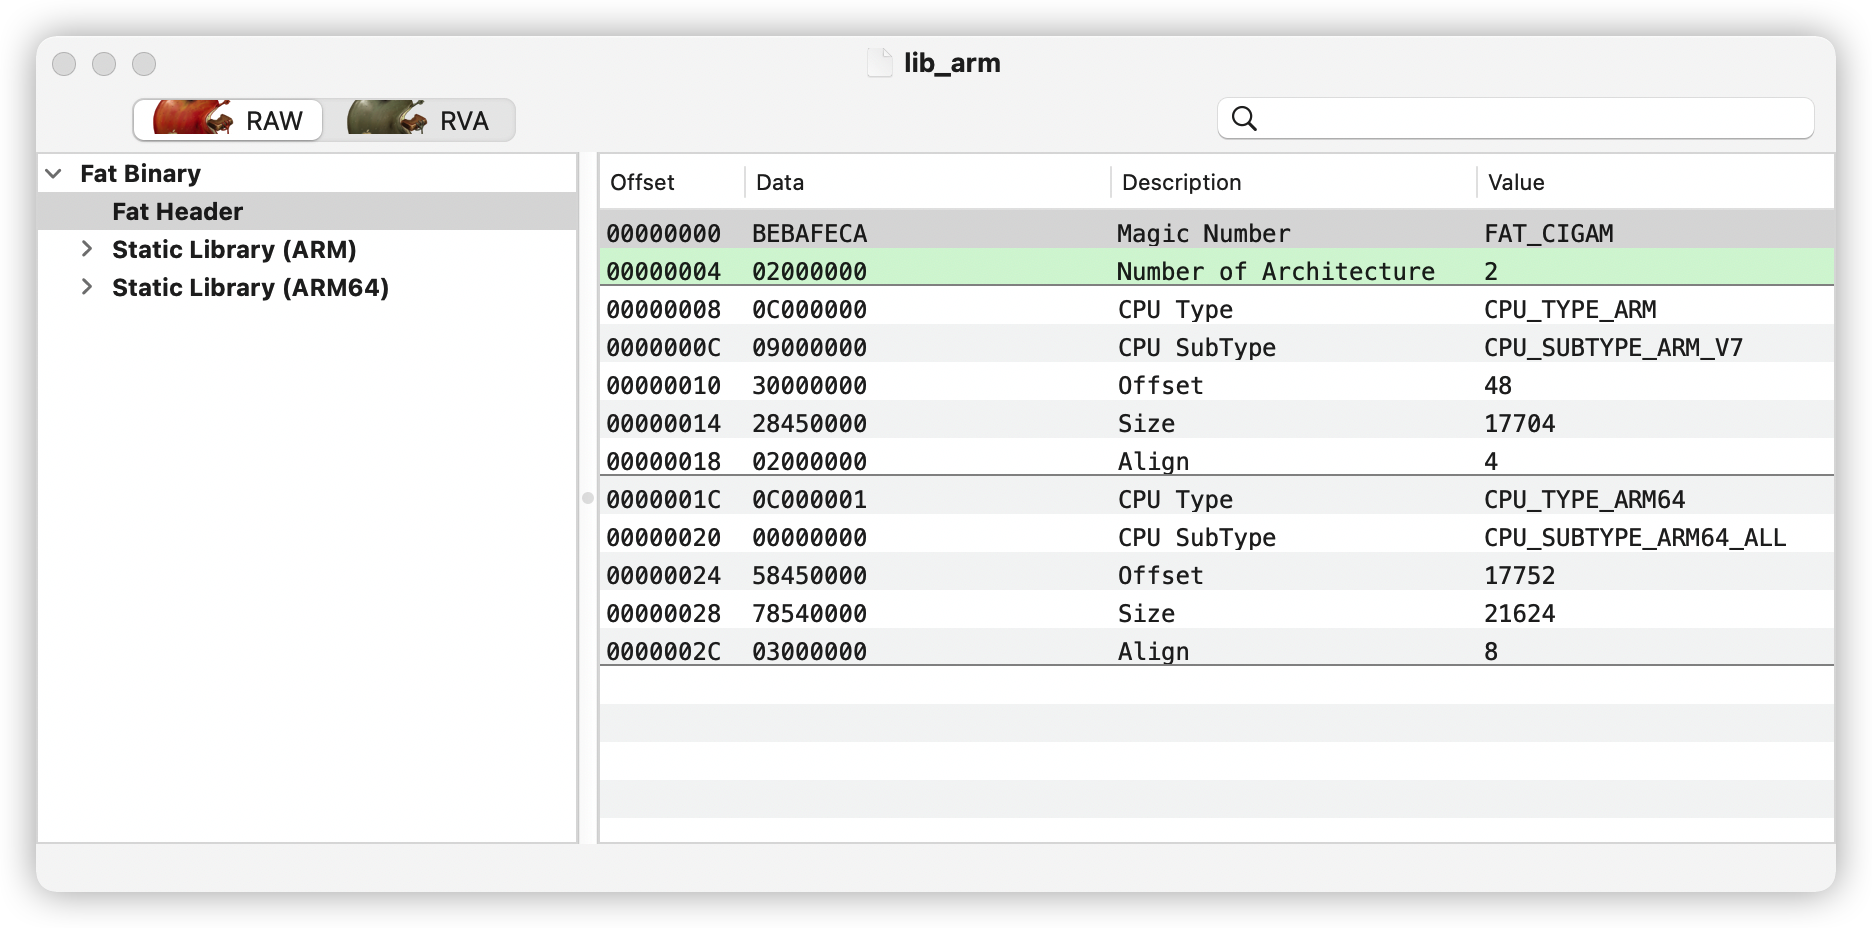 lib_arm
RAW RVA
Fat Binary
Fat Header
Static Library (ARM)
Static Library (ARM64)
Offset Data Description Value
00000000 BEBAFECA Magic Number FAT_CIGAM
00000004 02000000 Number of Architecture 2
00000008 0C000000 CPU Type CPU_TYPE_ARM
0000000C 09000000 CPU SubType CPU_SUBTYPE_ARM_V7
00000010 30000000 Offset 48
00000014 28450000 Size 17704
00000018 02000000 Align 4
0000001C 0C000001 CPU Type CPU_TYPE_ARM64
00000020 00000000 CPU SubType CPU_SUBTYPE_ARM64_ALL
00000024 58450000 Offset 17752
00000028 78540000 Size 21624
0000002C 03000000 Align 8